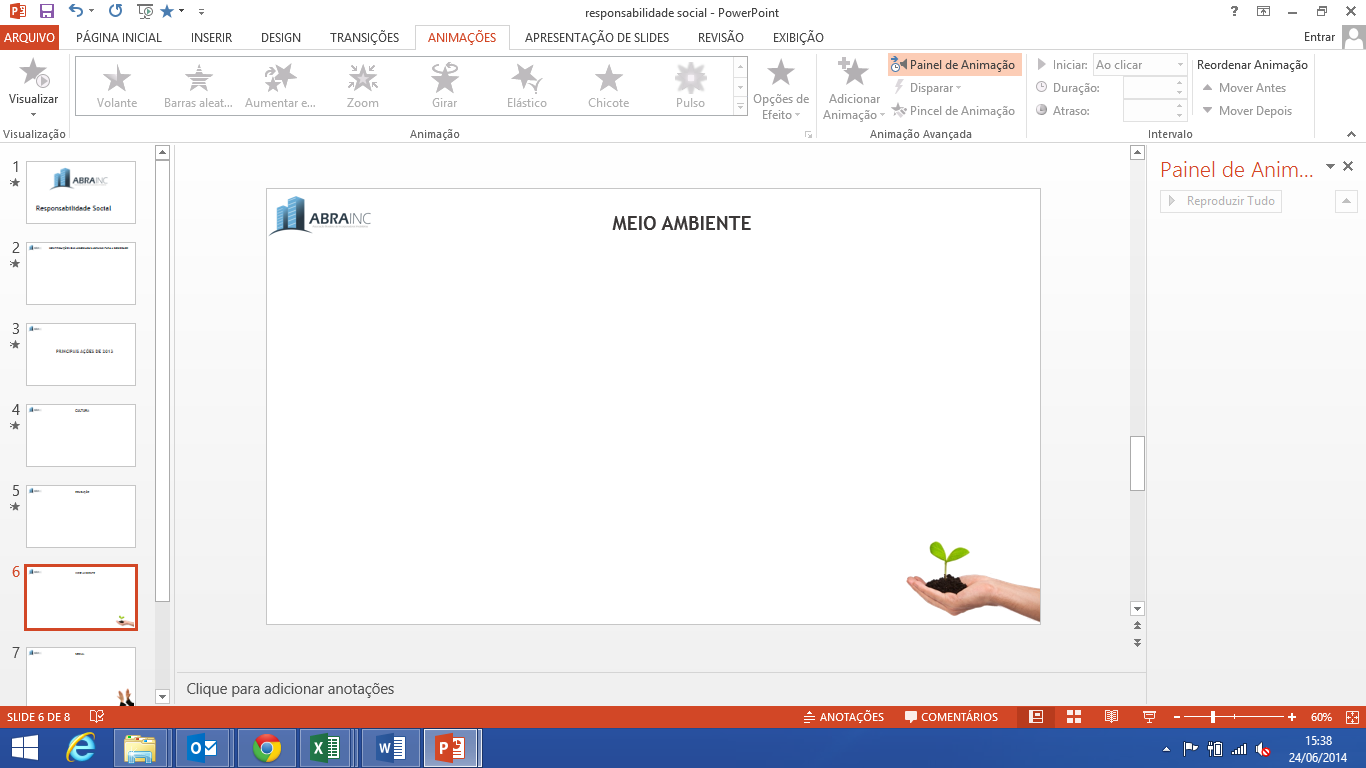 responsabilidade social - PowerPoint
ARQUIVO PÁGINA INICIAL INSERIR DESIGN TRANSIÇÕES ANIMAÇÕES APRESENTAÇÃO DE SLIDES REVISÃO EXIBIÇÃO Entrar
Visualizar
Visualização
Volante Barras aleat... Aumentar e... Zoom Girar Elástico Chicote Pulso
Animação
Opções de Efeito
Adicionar Animação
Painel de Animação
Disparar
Pincel de Animação
Animação Avançada
Iniciar: Ao clicar
Duração:
Atraso:
Reordenar Animação
Mover Antes
Mover Depois
Intervalo
1
ABRAINC
Responsabilidade Social
2
3
PRINCIPAIS AÇÕES DE 2013
4
CULTURA
5
6
7
ABRAINC
MEIO AMBIENTE
Painel de Anim...
Reproduzir Tudo
Clique para adicionar anotações
SLIDE 6 DE 8 ANOTAÇÕES COMENTÁRIOS 60%
15:38
24/06/2014